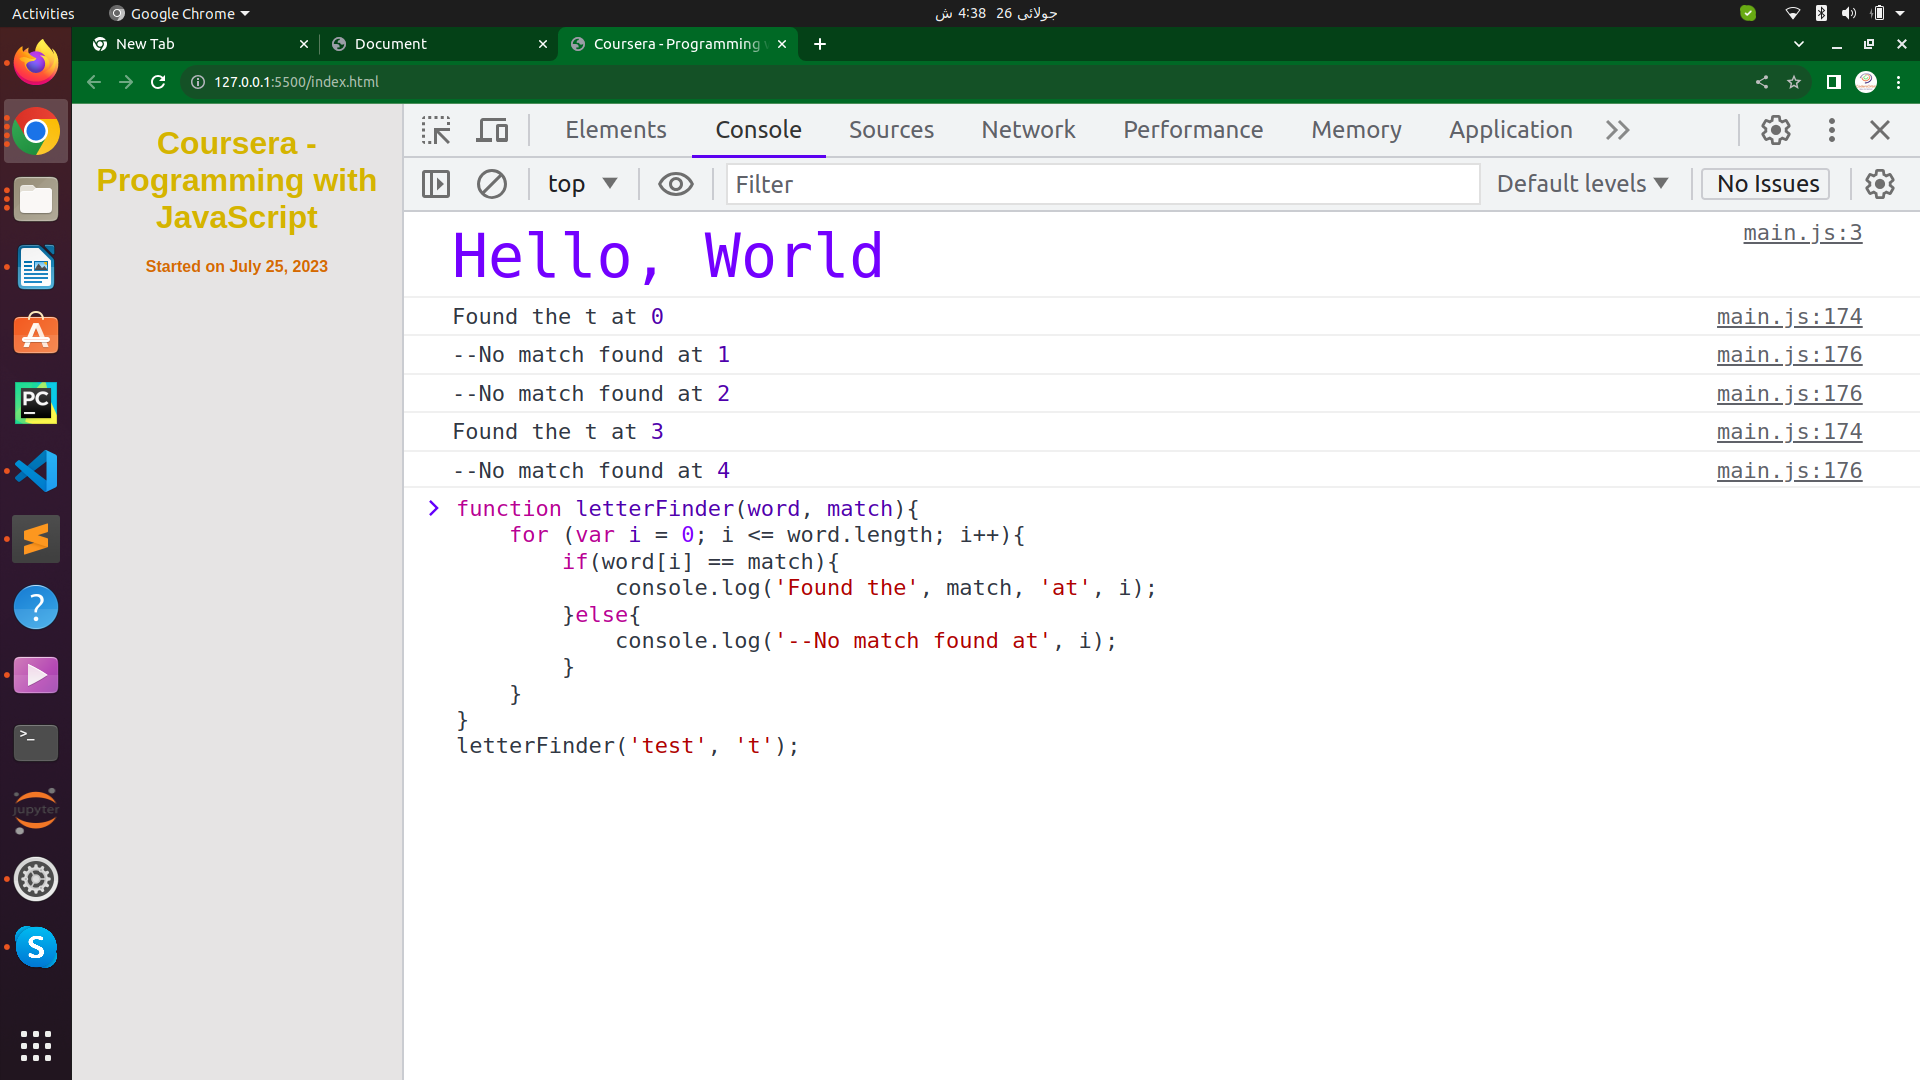 Activities
Google Chrome
جولائی 26  4:38 ش
New Tab
Document
Coursera - Programming
127.0.0.1:5500/index.html
Coursera -
Programming with
JavaScript
Started on July 25, 2023
Elements
Console
Sources
Network
Performance
Memory
Application
top
Filter
Default levels
No Issues
Hello, World
main.js:3
Found the t at 0
main.js:174
--No match found at 1
main.js:176
--No match found at 2
main.js:176
Found the t at 3
main.js:174
--No match found at 4
main.js:176
function letterFinder(word, match){
    for (var i = 0; i <= word.length; i++){
        if(word[i] == match){
            console.log('Found the', match, 'at', i);
        }else{
            console.log('--No match found at', i);
        }
    }
}
letterFinder('test', 't');
PC
>_
jupyter
S